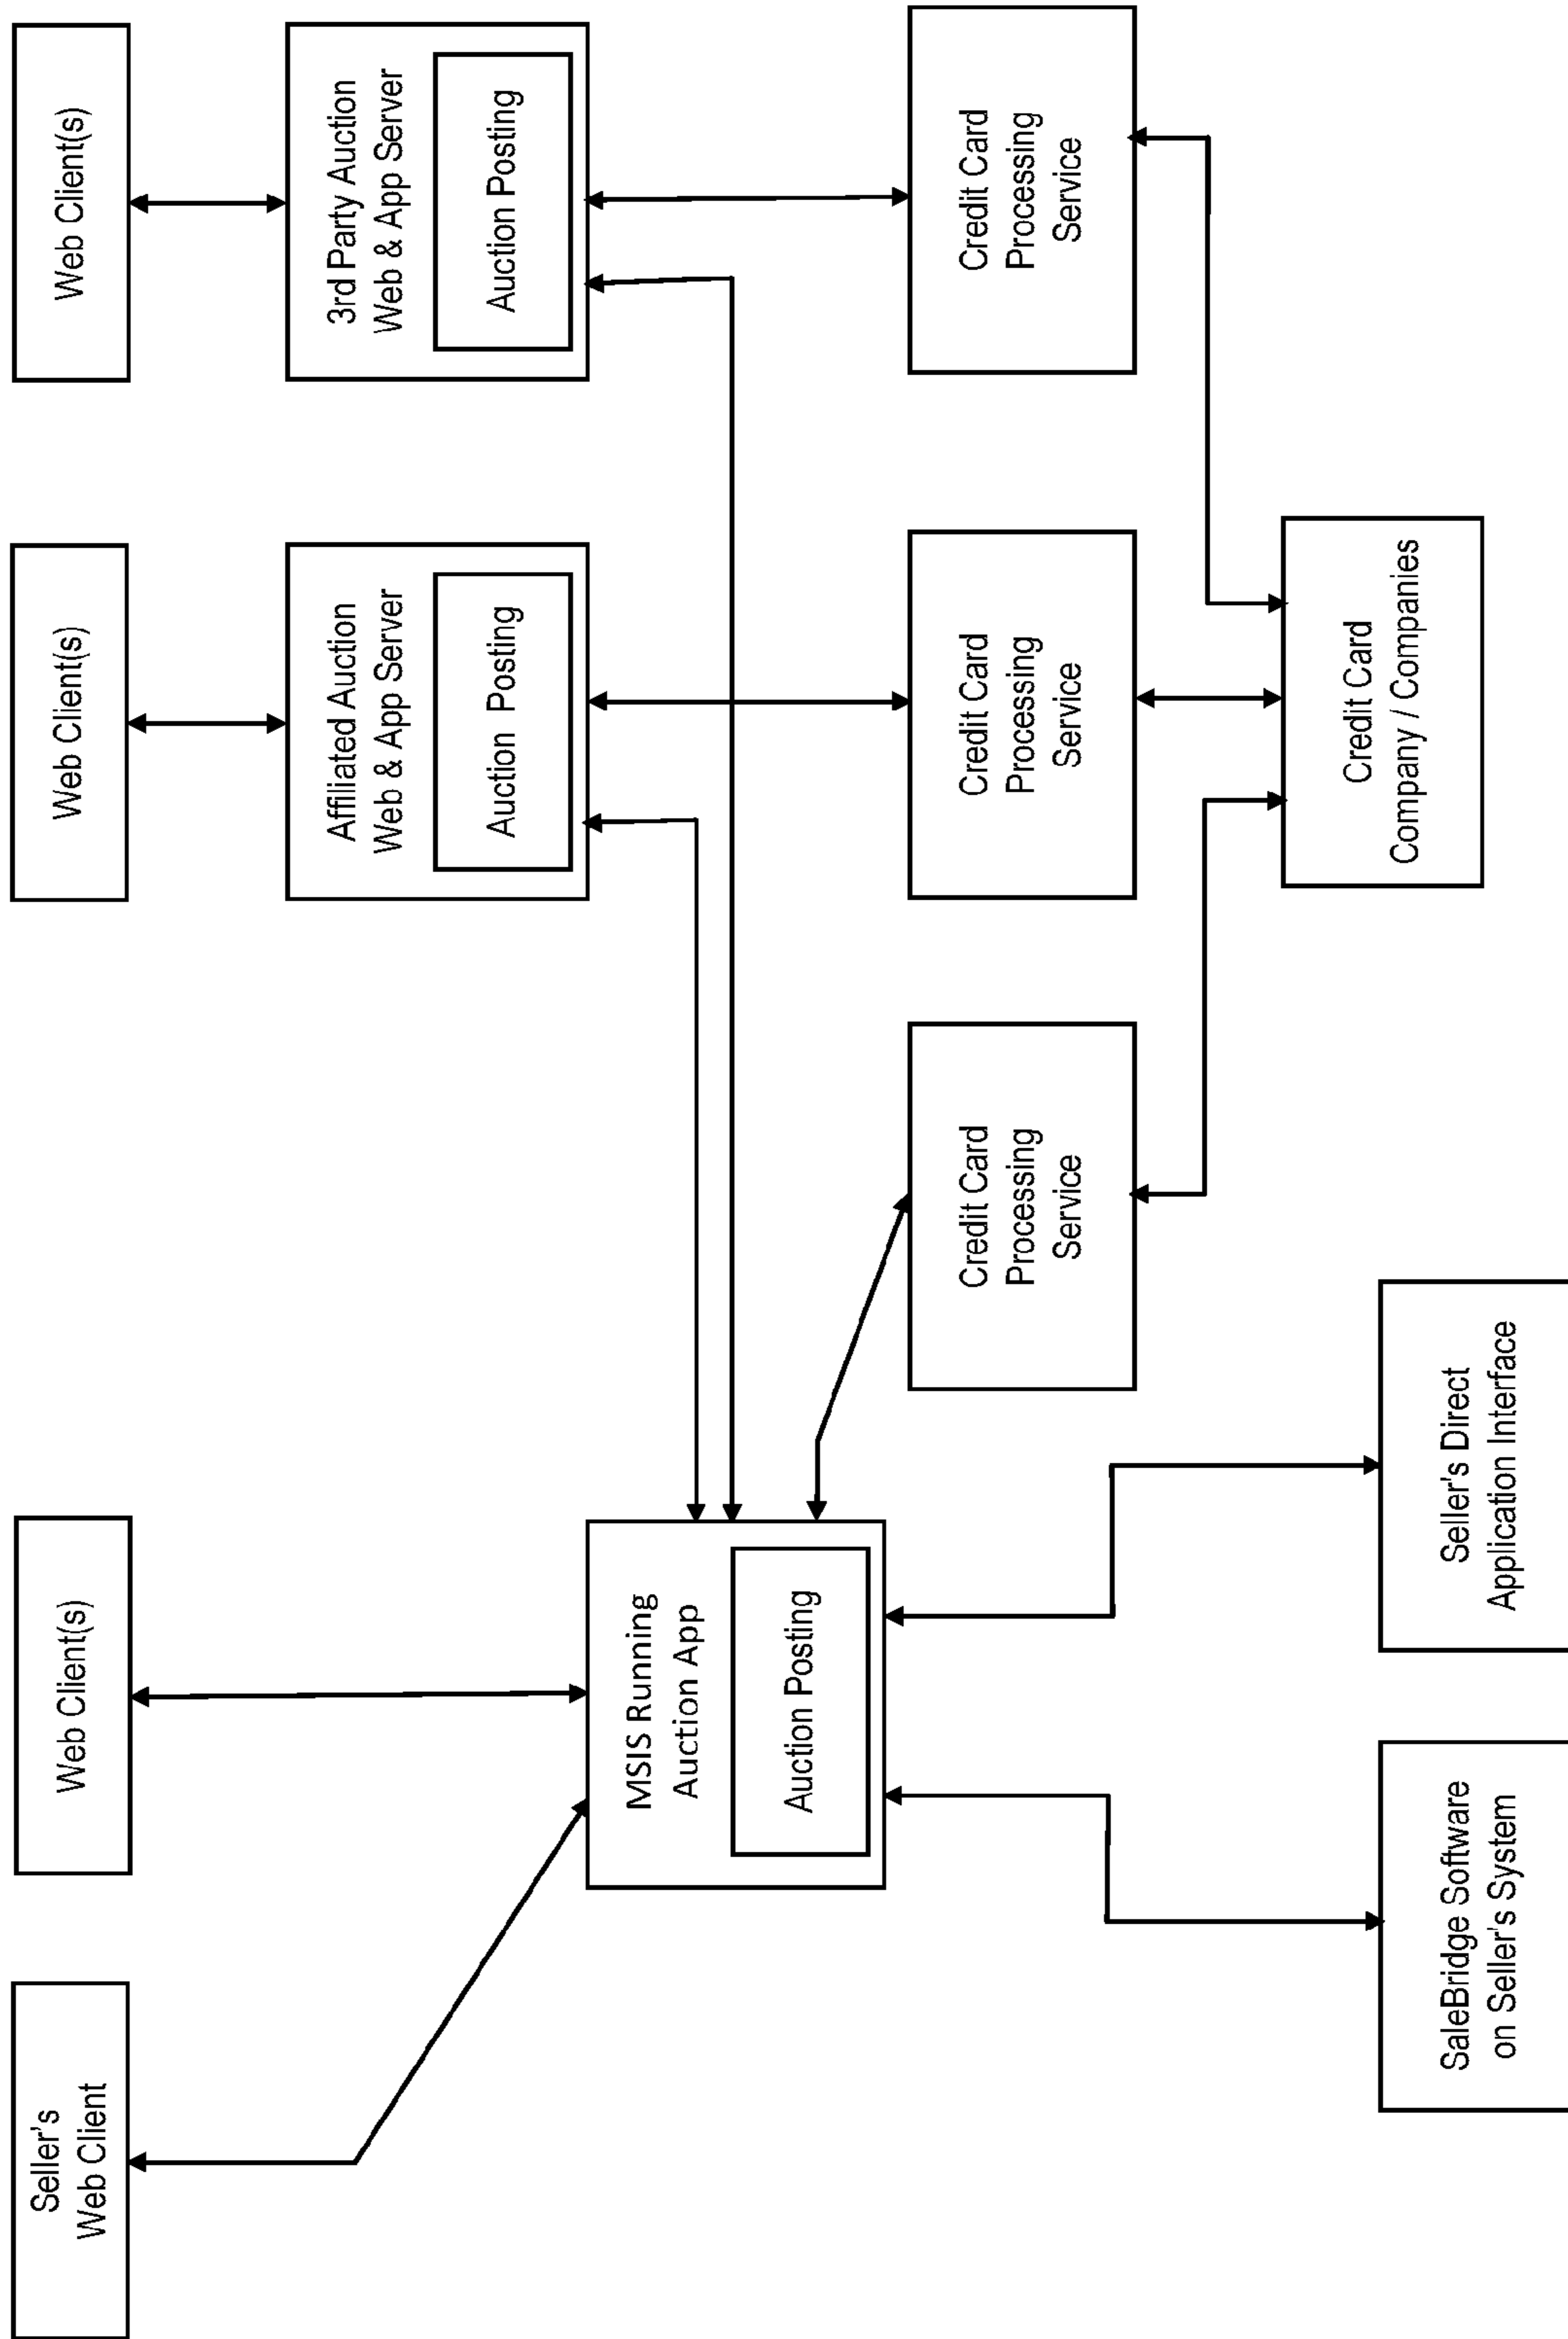 Seller's
Web Client
Web Client(s)
Web Client(s)
Web Client(s)
MSIS Running
Auction App
Auction Posting
Affiliated Auction
Web & App Server
Auction Posting
3rd Party Auction
Web & App Server
Auction Posting
Credit Card
Processing
Service
Credit Card
Processing
Service
Credit Card
Processing
Service
SaleBridge Software
on Seller's System
Seller's Direct
Application Interface
Credit Card
Company / Companies